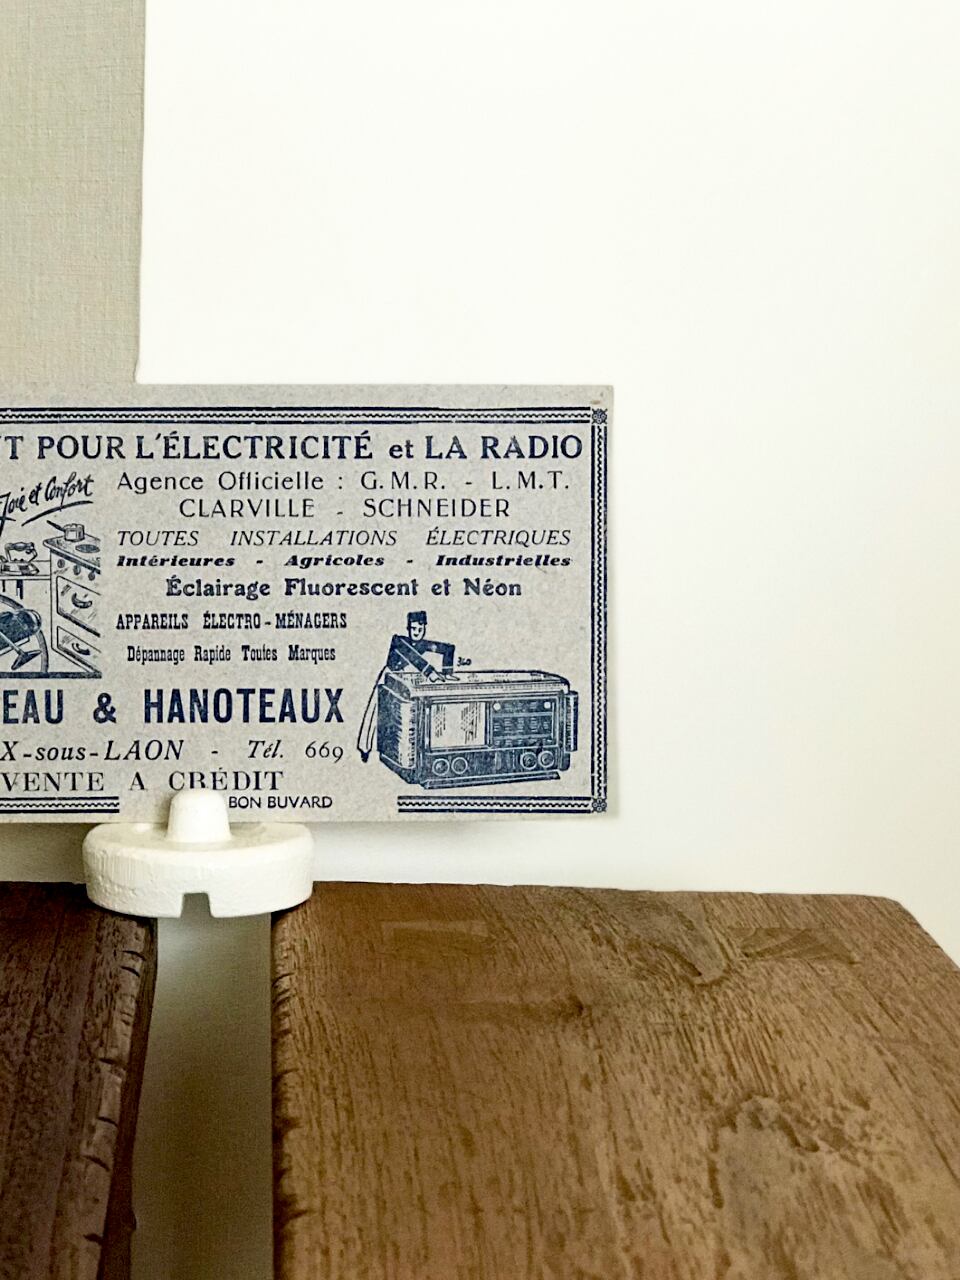 T POUR L'ÉLECTRICITÉ et LA RADIO
Joie et Confort
Agence Officielle : G.M.R. - L.M.T.
CLARVILLE - SCHNEIDER
TOUTES INSTALLATIONS ÉLECTRIQUES
Intérieures - Agricoles - Industrielles
Éclairage Fluorescent et Néon
APPAREILS ÉLECTRO-MÉNAGERS
Dépannage Rapide Toutes Marques
360
EAU & HANOTEAUX
X-sous-LAON - Tél. 669
VENTE A CRÉDIT
BON BUVARD